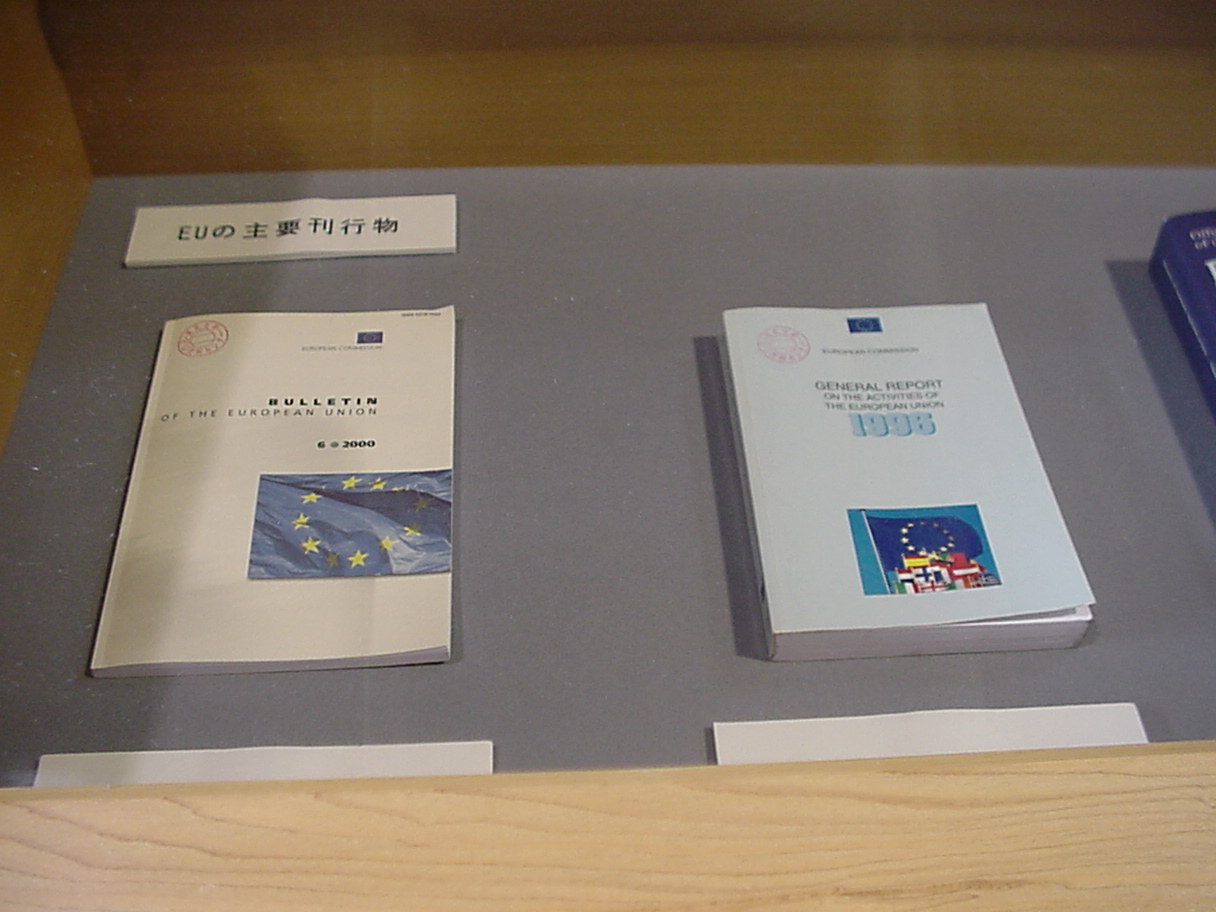 EUの主要刊行物
EUROPEAN COMMISSION
BULLETIN
OF THE EUROPEAN UNION
6 2000
EUROPEAN COMMISSION
GENERAL REPORT
ON THE ACTIVITIES OF
THE EUROPEAN UNION
1996